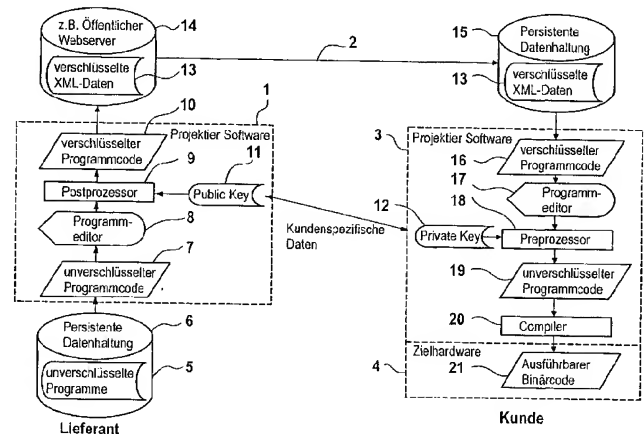 z.B. Öffentlicher
Webserver
14
verschlüsselte
XML-Daten
13
2
15
Persistente
Datenhaltung
13
verschlüsselte
XML-Daten
10
1
Projektier Software
verschlüsselter
Programmcode
9
11
Postprozessor
Public Key
8
Programm-
editor
7
unverschlüsselter
Programmcode
Kundenspezifische
Daten
3
Projektier Software
verschlüsselter
Programmcode
16
17
Programm-
editor
12
18
Private Key
Preprozessor
19
unverschlüsselter
Programmcode
20
Compiler
Zielhardware
4
21
Ausführbarer
Binärcode
Persistente
Datenhaltung
6
unverschlüsselte
Programme
5
Lieferant
Kunde